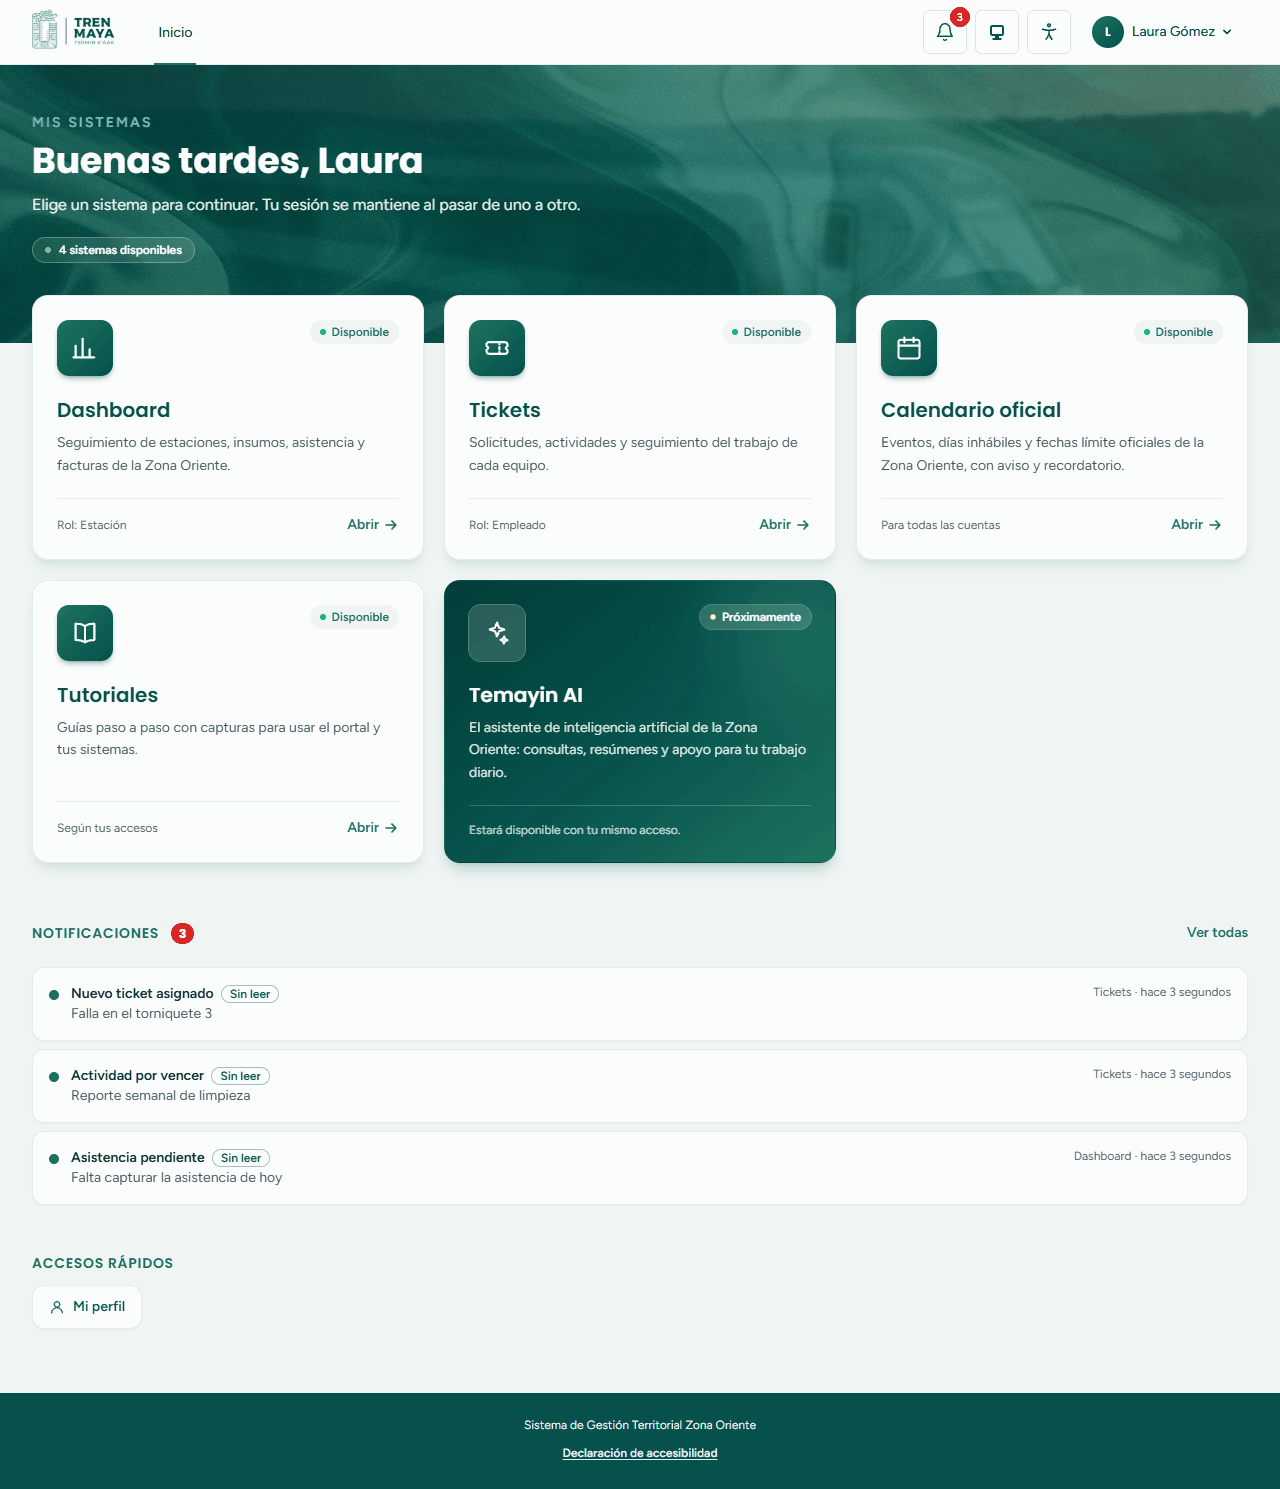 TREN
MAYA
TSÍIMIN K'ÁAK
Inicio
3
L
Laura Gómez
MIS SISTEMAS
Buenas tardes, Laura
Elige un sistema para continuar. Tu sesión se mantiene al pasar de uno a otro.
4 sistemas disponibles
Disponible
Dashboard
Seguimiento de estaciones, insumos, asistencia y
facturas de la Zona Oriente.
Rol: Estación
Abrir
Disponible
Tickets
Solicitudes, actividades y seguimiento del trabajo de
cada equipo.
Rol: Empleado
Abrir
Disponible
Calendario oficial
Eventos, días inhábiles y fechas límite oficiales de la
Zona Oriente, con aviso y recordatorio.
Para todas las cuentas
Abrir
Disponible
Tutoriales
Guías paso a paso con capturas para usar el portal y
tus sistemas.
Según tus accesos
Abrir
Próximamente
Temayin AI
El asistente de inteligencia artificial de la Zona
Oriente: consultas, resúmenes y apoyo para tu trabajo
diario.
Estará disponible con tu mismo acceso.
NOTIFICACIONES 3
Ver todas
Nuevo ticket asignado Sin leer
Tickets · hace 3 segundos
Falla en el torniquete 3
Actividad por vencer Sin leer
Tickets · hace 3 segundos
Reporte semanal de limpieza
Asistencia pendiente Sin leer
Dashboard · hace 3 segundos
Falta capturar la asistencia de hoy
ACCESOS RÁPIDOS
Mi perfil
Sistema de Gestión Territorial Zona Oriente
Declaración de accesibilidad